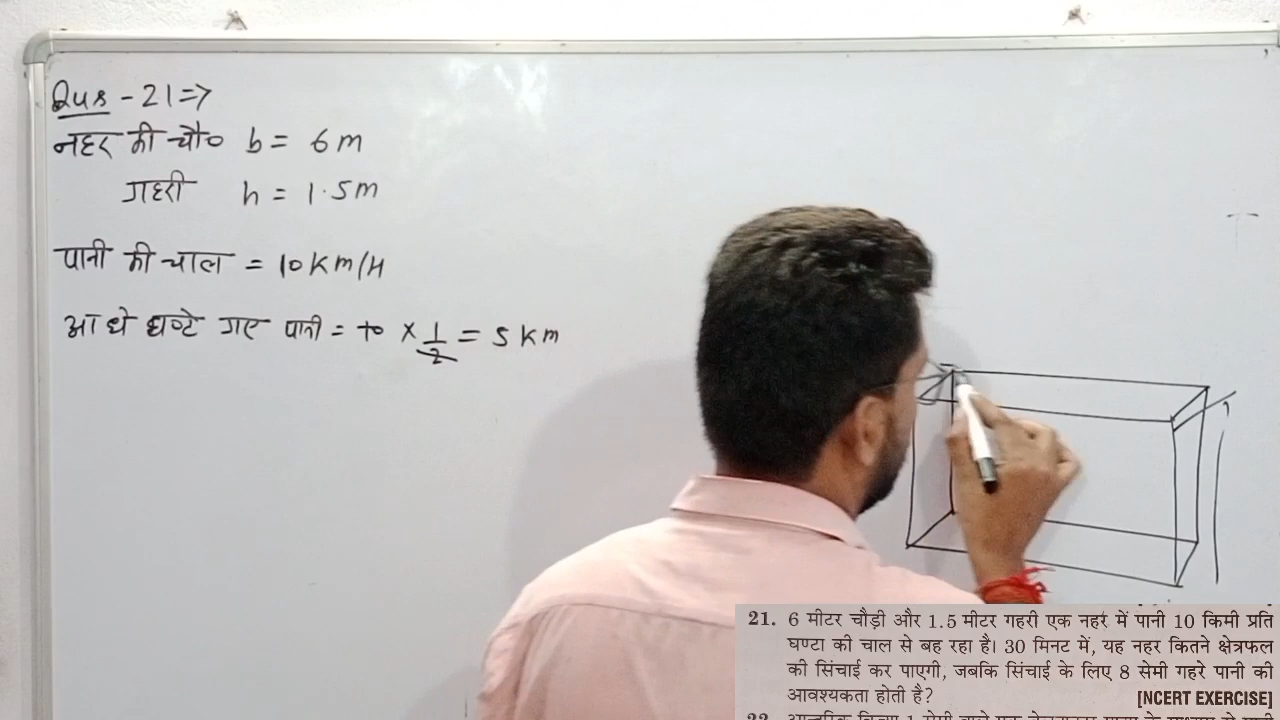 Qus - 21 =>
नहर की चौ० b = 6 m
गहरी h = 1.5 m
पानी की चाल = 10 Km/H
आधे घण्टे गए पानी = 10 × 1/2 = 5 Km
21. 6 मीटर चौड़ी और 1.5 मीटर गहरी एक नहर में पानी 10 किमी प्रति
घण्टा की चाल से बह रहा है। 30 मिनट में, यह नहर कितने क्षेत्रफल
की सिंचाई कर पाएगी, जबकि सिंचाई के लिए 8 सेमी गहरे पानी की
आवश्यकता होती है? [NCERT EXERCISE]